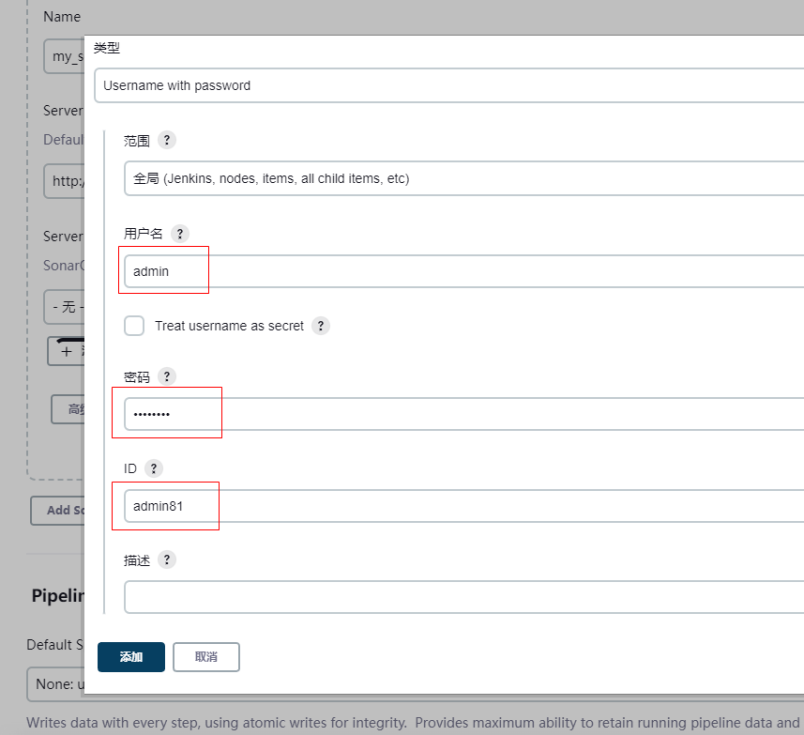 Name
类型
my_s
Username with password
Server
范围 ?
Defaul
全局 (Jenkins, nodes, items, all child items, etc)
http:/
用户名 ?
Server
SonarQ
admin
- 无 -
Treat username as secret ?
+
密码 ?
高级
••••••••
ID ?
admin81
Add So
描述 ?
Pipelin
添加
取消
Default S
None: u
Writes data with every step, using atomic writes for integrity. Provides maximum ability to retain running pipeline data and